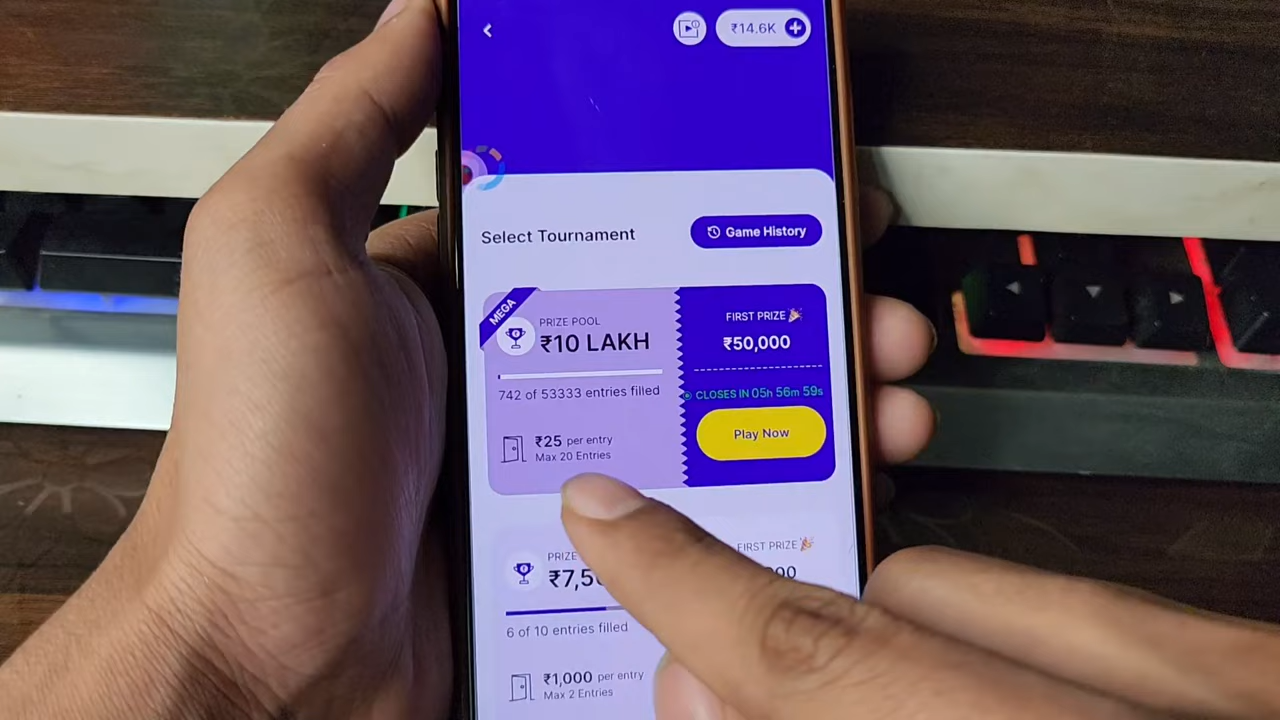 ₹14.6K
Select Tournament
Game History
MEGA
PRIZE POOL
₹10 LAKH
742 of 53333 entries filled
₹25 per entry
Max 20 Entries
FIRST PRIZE
₹50,000
CLOSES IN 05h 56m 59s
Play Now
PRIZE
FIRST PRIZE
6 of 10 entries filled
₹1,000 per entry
Max 2 Entries